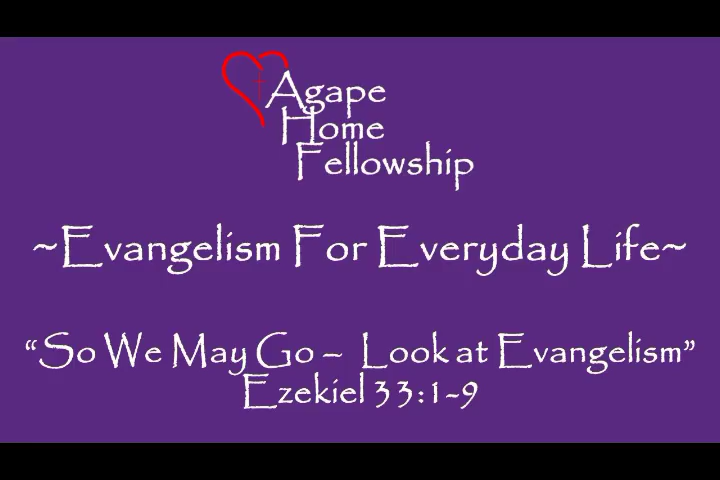 Agape
Home
Fellowship
~Evangelism For Everyday Life~
“So We May Go – Look at Evangelism”
Ezekiel 33:1-9